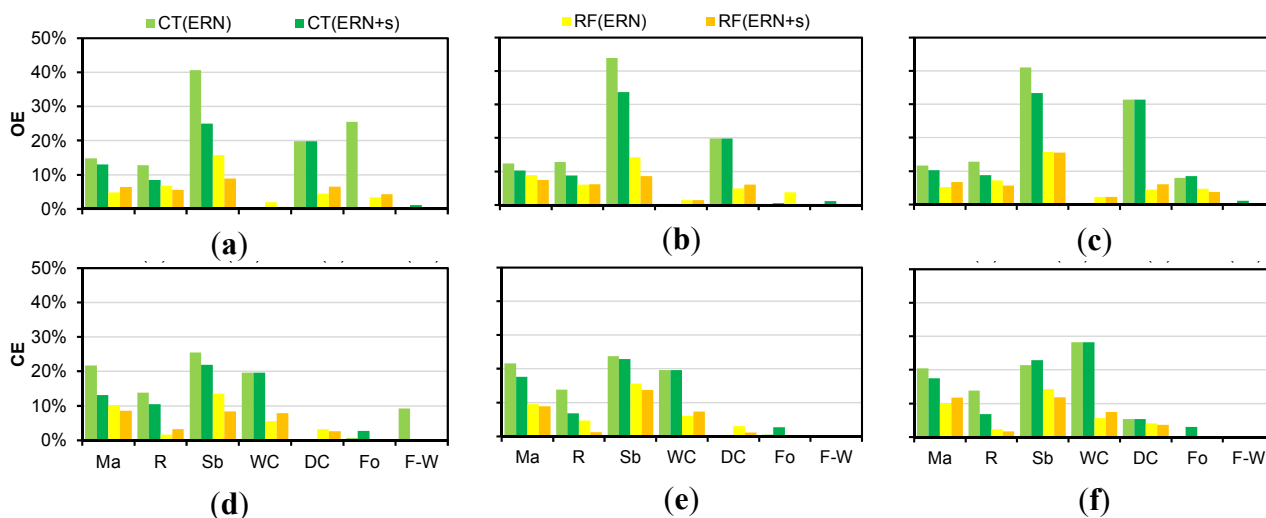 CT(ERN) CT(ERN+s) RF(ERN) RF(ERN+s)
50%
40%
30%
20%
10%
0%
OE
(a) (b) (c)
50%
40%
30%
20%
10%
0%
CE
Ma R Sb WC DC Fo F-W Ma R Sb WC DC Fo F-W Ma R Sb WC DC Fo F-W
(d) (e) (f)